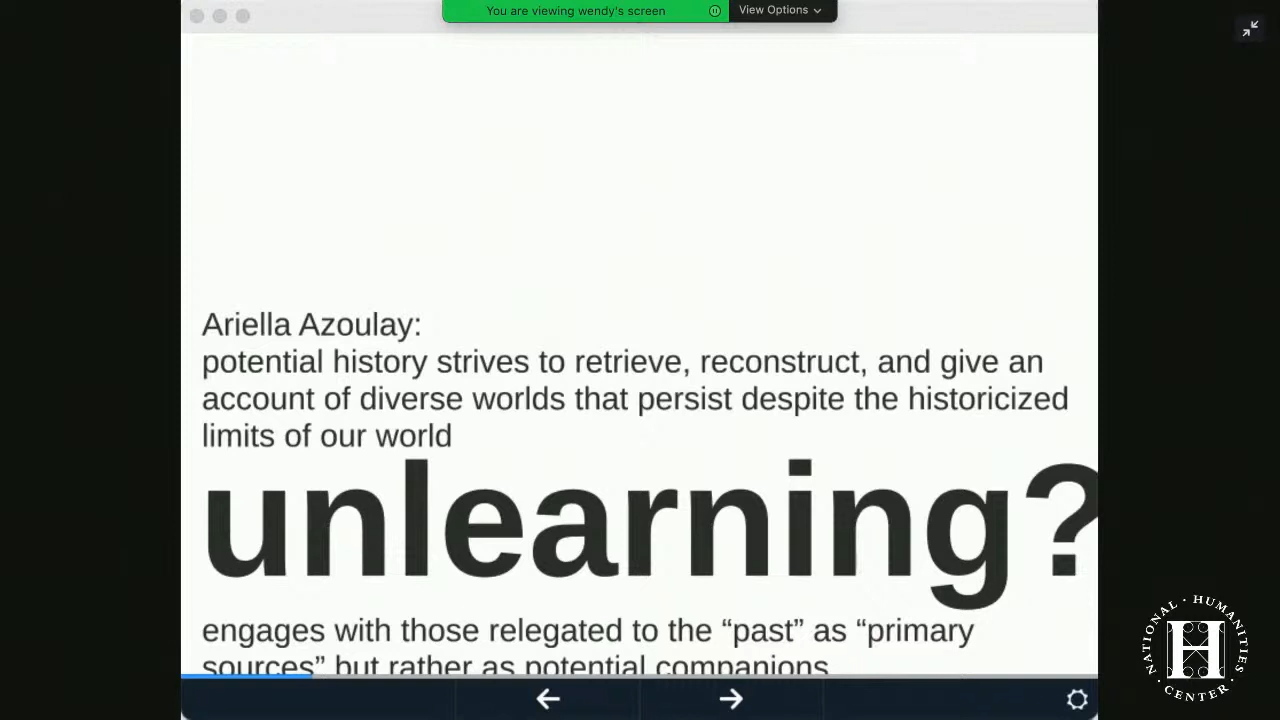 You are viewing wendy's screen
View Options
Ariella Azoulay:
potential history strives to retrieve, reconstruct, and give an
account of diverse worlds that persist despite the historicized
limits of our world
unlearning?
engages with those relegated to the “past” as “primary
sources” but rather as potential companions
NATIONAL · HUMANITIES · CENTER ·
H